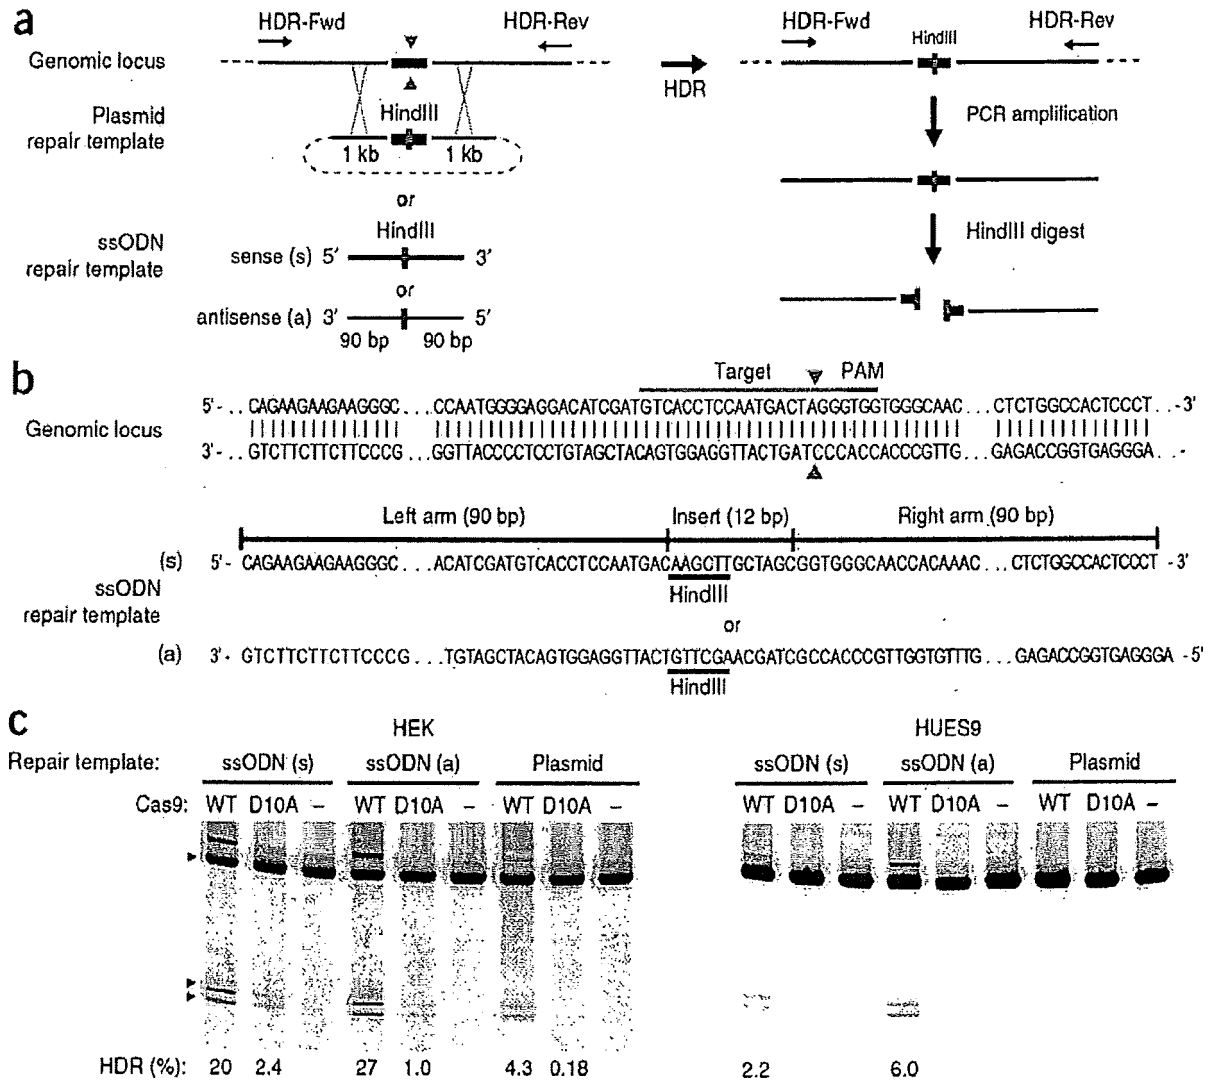 a
HDR-Fwd HDR-Rev HDR-Fwd HDR-Rev
HindIII
Genomic locus
HDR
HindIII
Plasmid
repair template
PCR amplification
1 kb 1 kb
or
HindIII
HindIII digest
ssODN
repair template
sense (s) 5' 3'
or
antisense (a) 3' 5'
90 bp 90 bp
b
Target PAM
5'-..CAGAAGAAGAAGGGC...CCAATGGGGAGGACATCGATGTCACCTCCAATGACTAGGGTGGTGGGCAAC...CTCTGGCCACTCCCT..-3'
Genomic locus
3'-..GTCTTCTTCTTCCCG...GGTTACCCCTCCTGTAGCTACAGTGGAGGTTACTGATCCCACCACCCGTTG...GAGACCGGTGAGGGA..-
Left arm (90 bp) Insert (12 bp) Right arm (90 bp)
(s) 5'-CAGAAGAAGAAGGGC...ACATCGATGTCACCTCCAATGACAAGCTTGCTAGCGGTGGGCAACCACAAAC...CTCTGGCCACTCCCT-3'
HindIII
ssODN
repair template
or
(a) 3'-GTCTTCTTCTTCCCG...TGTAGCTACAGTGGAGGTTACTGTTCGAACGATCGCCACCCGTTGGTGTTTG...GAGACCGGTGAGGGA-5'
HindIII
c
HEK HUES9
Repair template: ssODN (s) ssODN (a) Plasmid ssODN (s) ssODN (a) Plasmid
Cas9: WT D10A – WT D10A – WT D10A – WT D10A – WT D10A – WT D10A –
HDR (%): 20 2.4 27 1.0 4.3 0.18 2.2 6.0